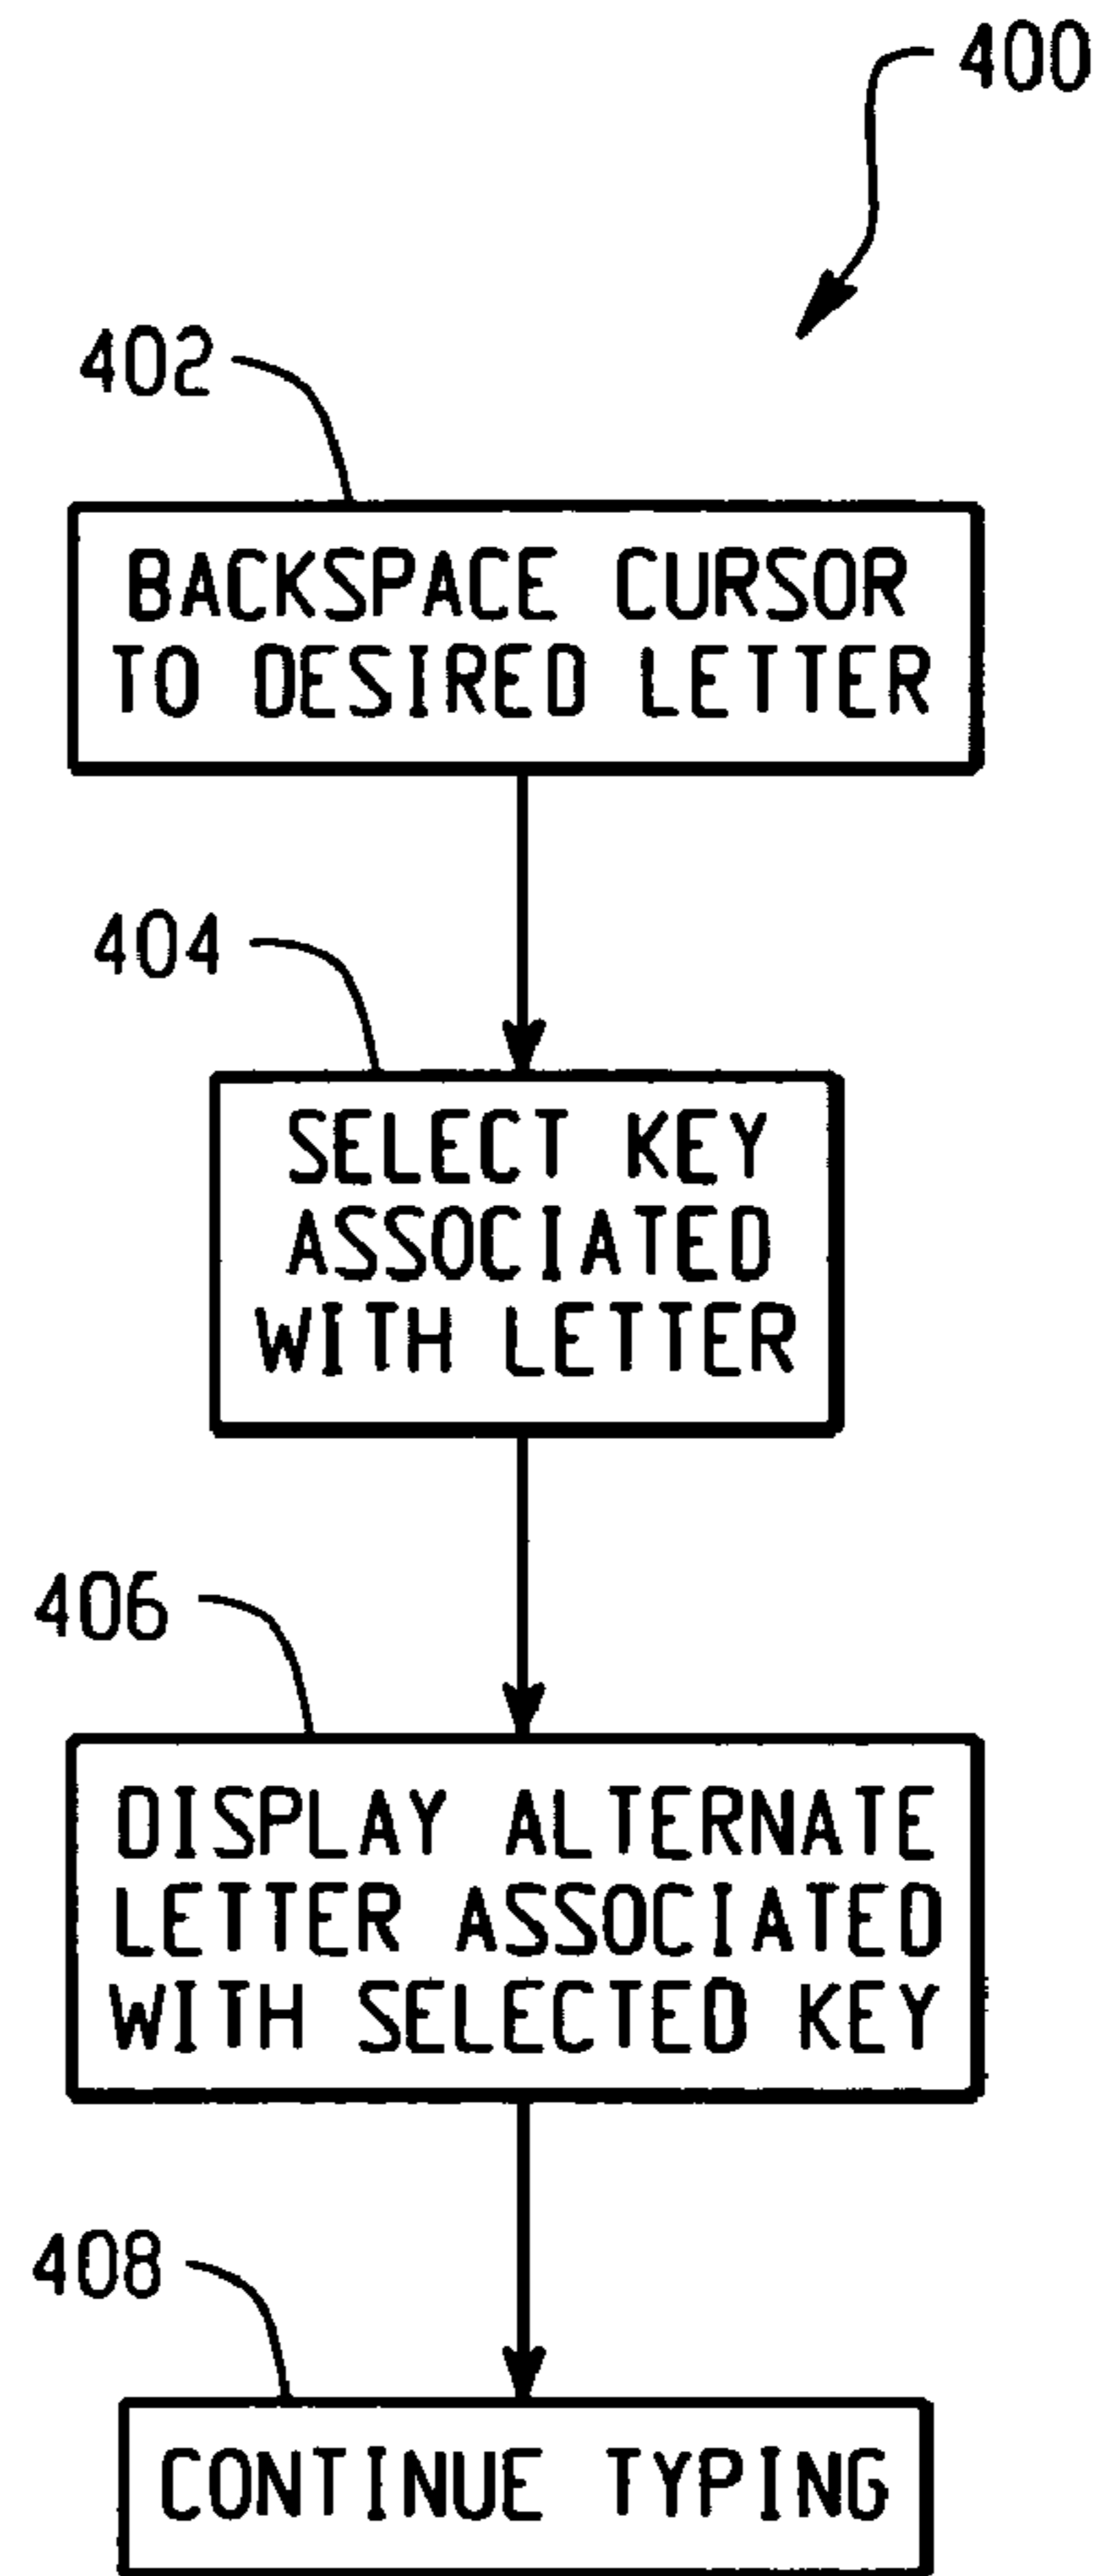 400
402
BACKSPACE CURSOR
TO DESIRED LETTER
404
SELECT KEY
ASSOCIATED
WITH LETTER
406
DISPLAY ALTERNATE
LETTER ASSOCIATED
WITH SELECTED KEY
408
CONTINUE TYPING